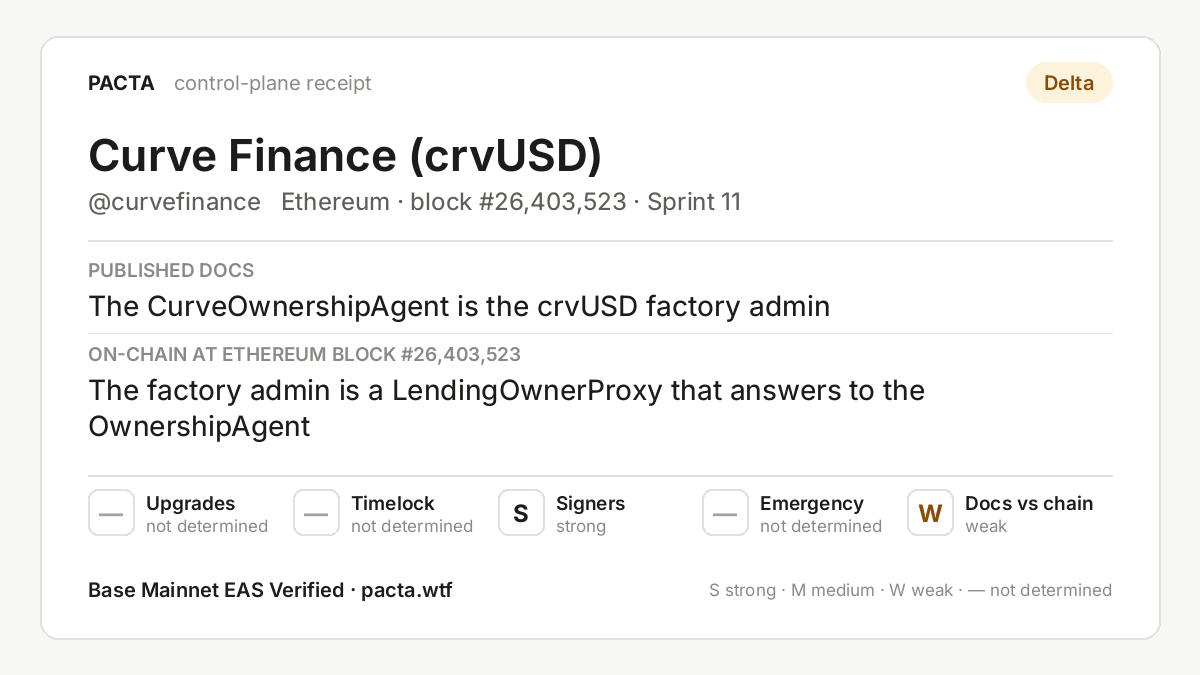 PACTA control-plane receipt
Delta
Curve Finance (crvUSD)
@curvefinance Ethereum · block #26,403,523 · Sprint 11
PUBLISHED DOCS
The CurveOwnershipAgent is the crvUSD factory admin
ON-CHAIN AT ETHEREUM BLOCK #26,403,523
The factory admin is a LendingOwnerProxy that answers to the
OwnershipAgent
— Upgrades
not determined
— Timelock
not determined
S Signers
strong
— Emergency
not determined
W Docs vs chain
weak
Base Mainnet EAS Verified · pacta.wtf
S strong · M medium · W weak · — not determined